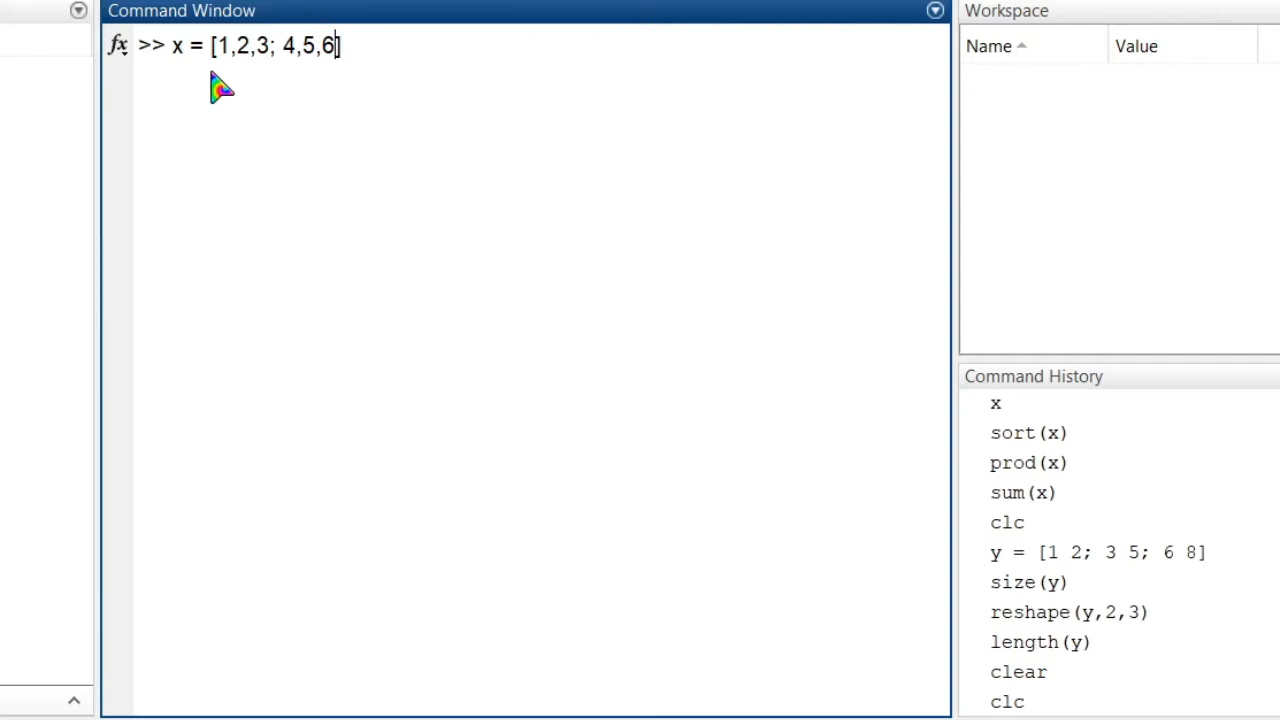 Command Window
fx >> x = [1,2,3; 4,5,6]
Workspace
Name Value
Command History
x
sort(x)
prod(x)
sum(x)
clc
y = [1 2; 3 5; 6 8]
size(y)
reshape(y,2,3)
length(y)
clear
clc